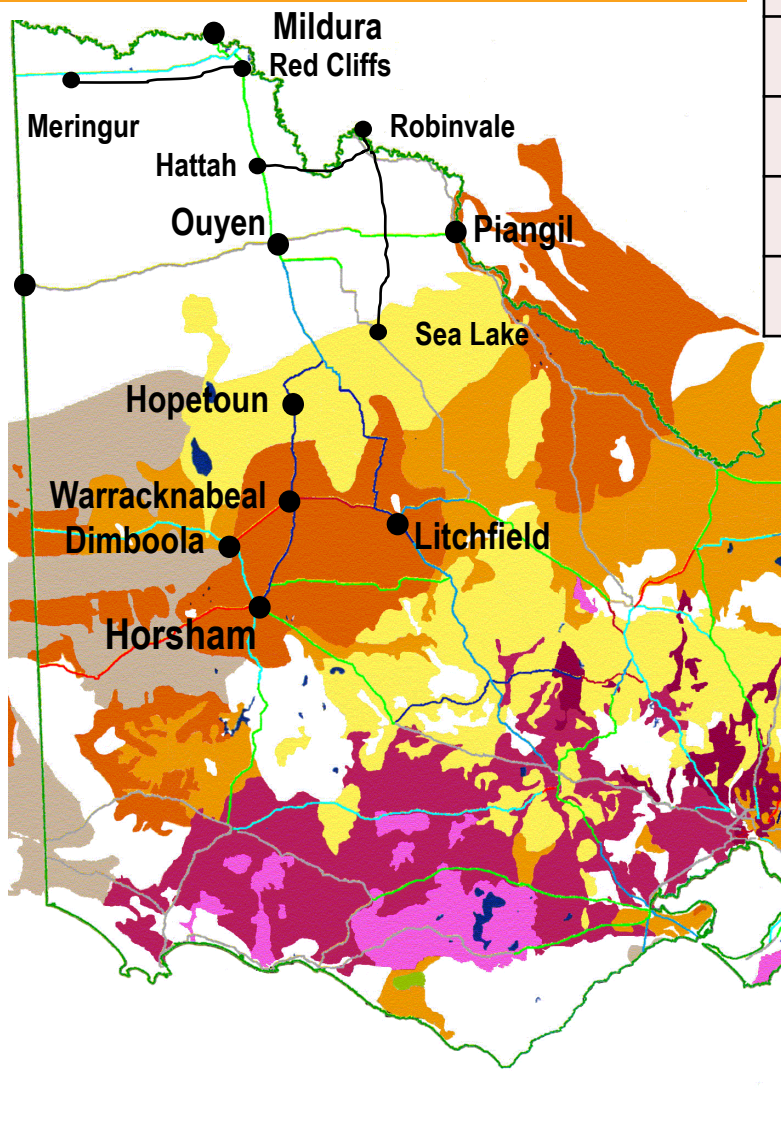 Mildura
Red Cliffs
Meringur
Robinvale
Hattah
Ouyen
Piangil
Sea Lake
Hopetoun
Warracknabeal
Dimboola
Litchfield
Horsham